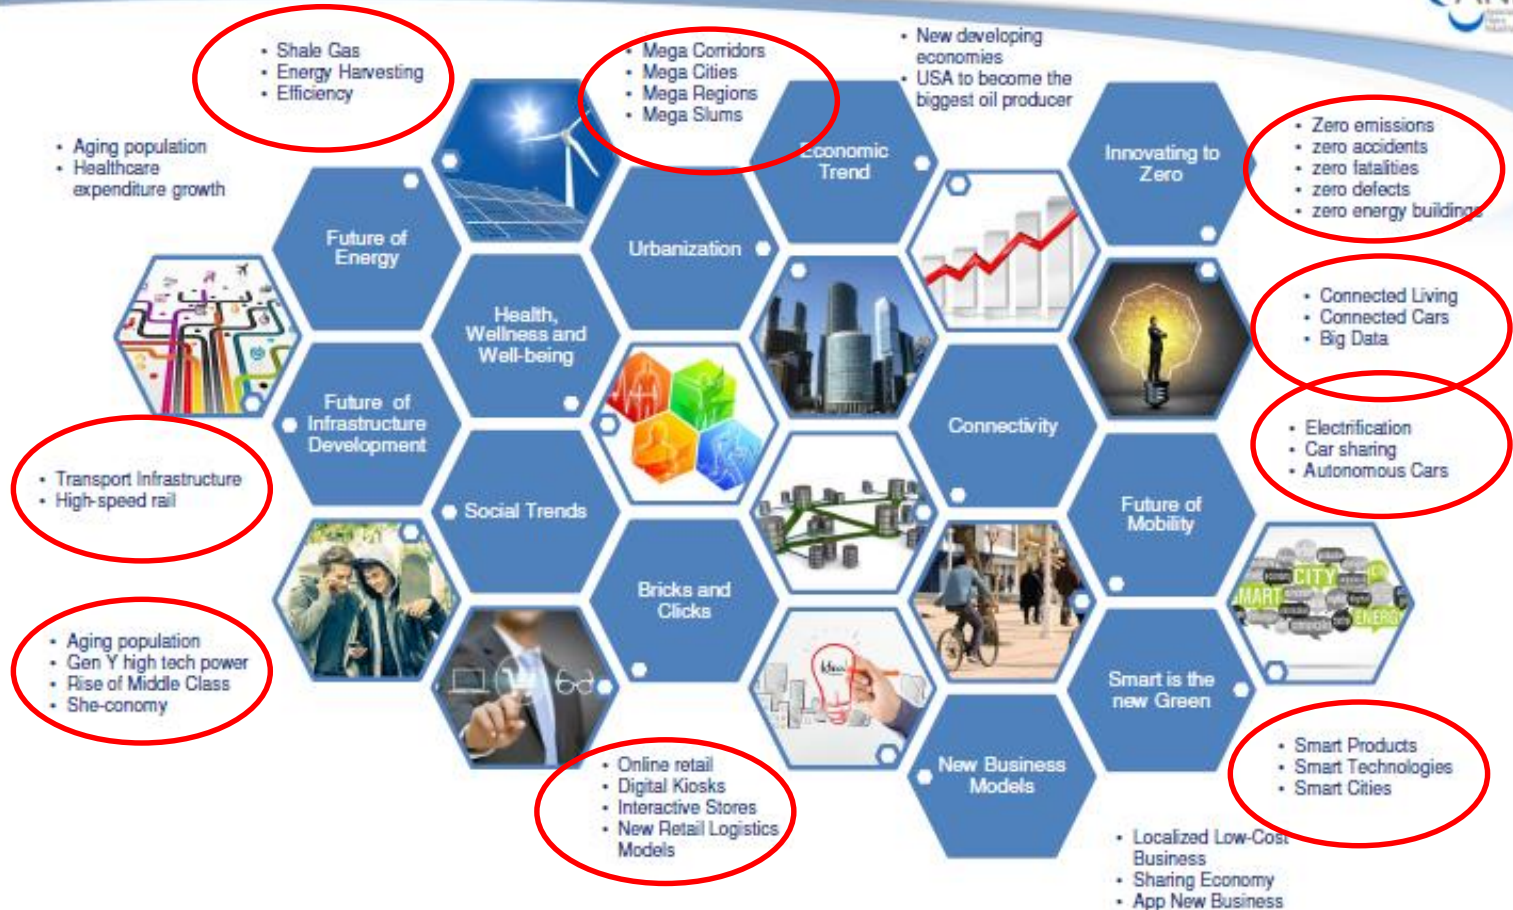 • Shale Gas
• Energy Harvesting
• Efficiency
• Mega Corridors
• Mega Cities
• Mega Regions
• Mega Slums
• New developing
economies
• USA to become the
biggest oil producer
• Aging population
• Healthcare
expenditure growth
Economic
Trend
Innovating to
Zero
• Zero emissions
• zero accidents
• zero fatalities
• zero defects
• zero energy buildings
Future of
Energy
Urbanization
Health,
Wellness and
Well-being
• Connected Living
• Connected Cars
• Big Data
Future of
Infrastructure
Development
Connectivity
• Electrification
• Car sharing
• Autonomous Cars
• Transport Infrastructure
• High-speed rail
Social Trends
Future of
Mobility
Bricks and
Clicks
CITY
SMART
ENERG
• Aging population
• Gen Y high tech power
• Rise of Middle Class
• She-conomy
Idea
Smart is the
new Green
• Online retail
• Digital Kiosks
• Interactive Stores
• New Retail Logistics
Models
New Business
Models
• Smart Products
• Smart Technologies
• Smart Cities
• Localized Low-Cost
Business
• Sharing Economy
• App New Business